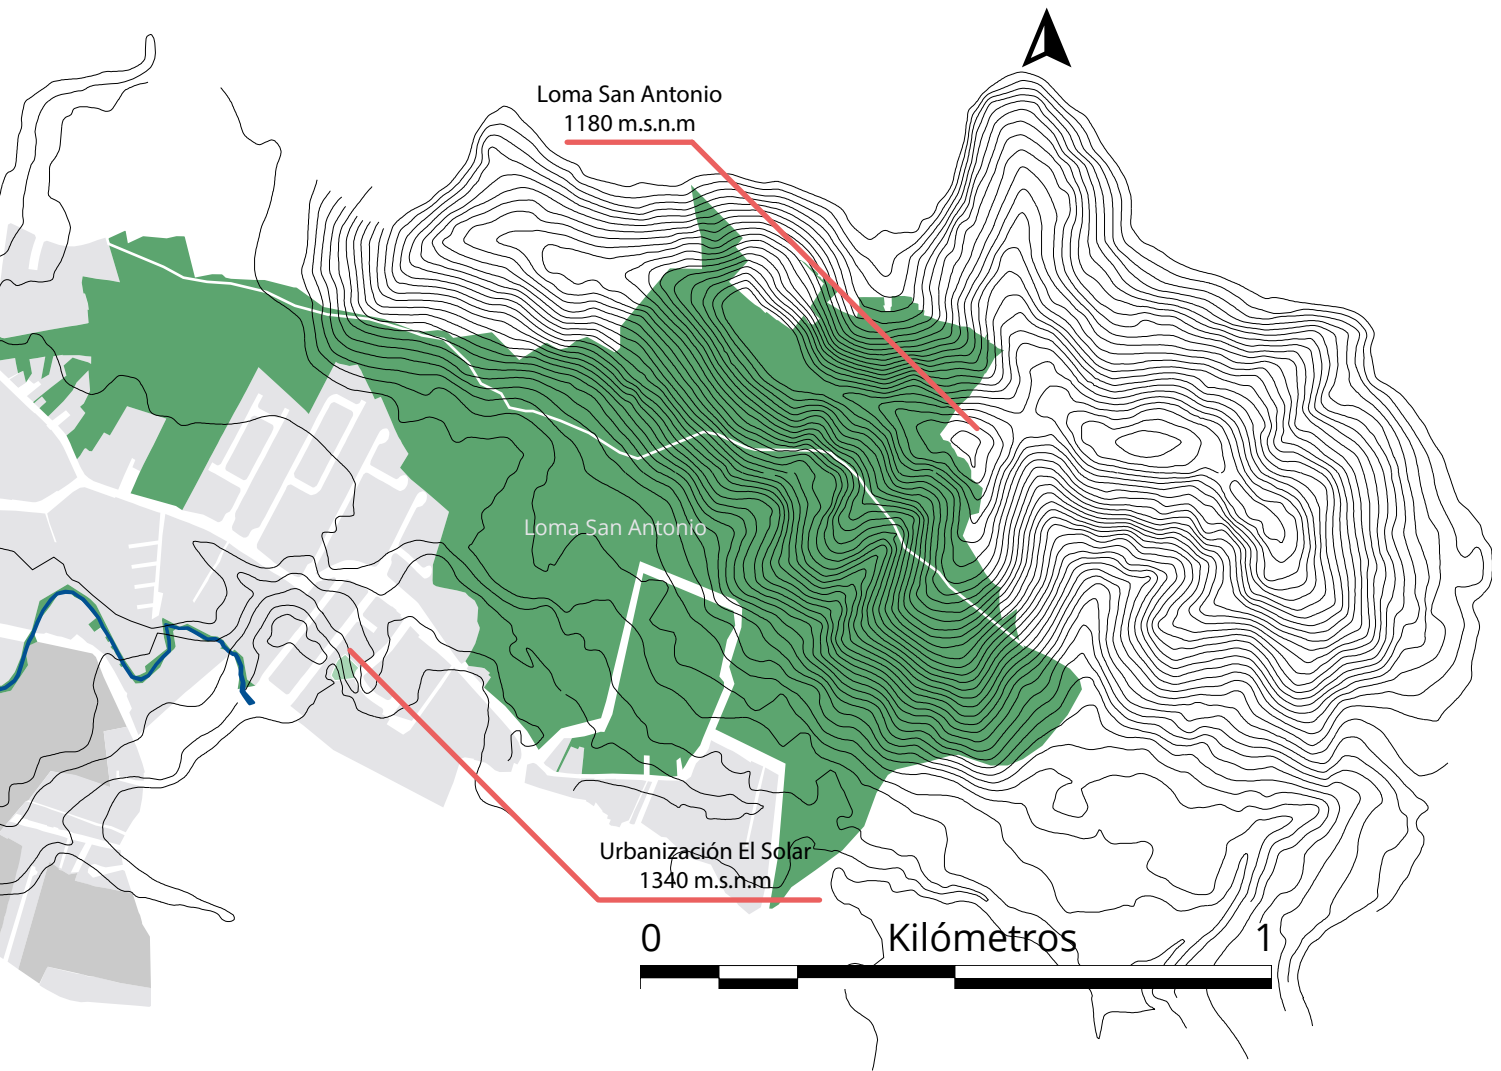 Loma San Antonio
1180 m.s.n.m
Loma San Antonio
Urbanización El Solar
1340 m.s.n.m
0 Kilómetros 1